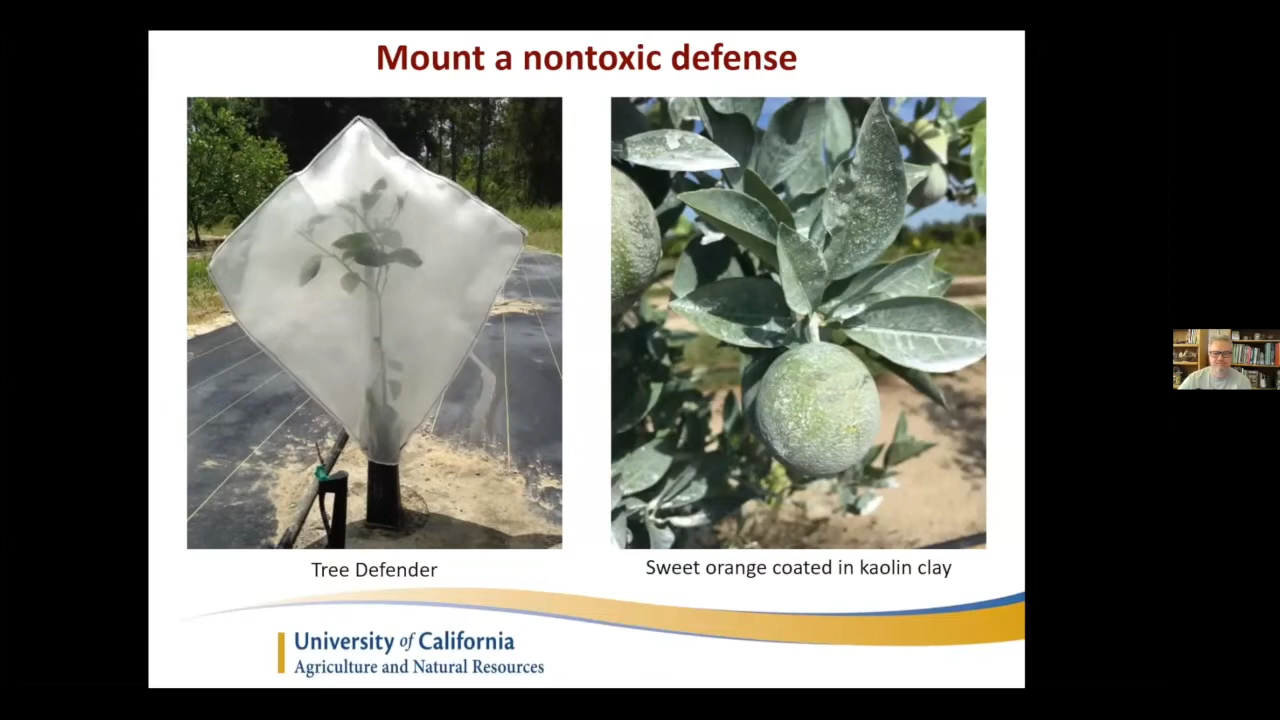 Mount a nontoxic defense
Tree Defender
Sweet orange coated in kaolin clay
University of California
Agriculture and Natural Resources